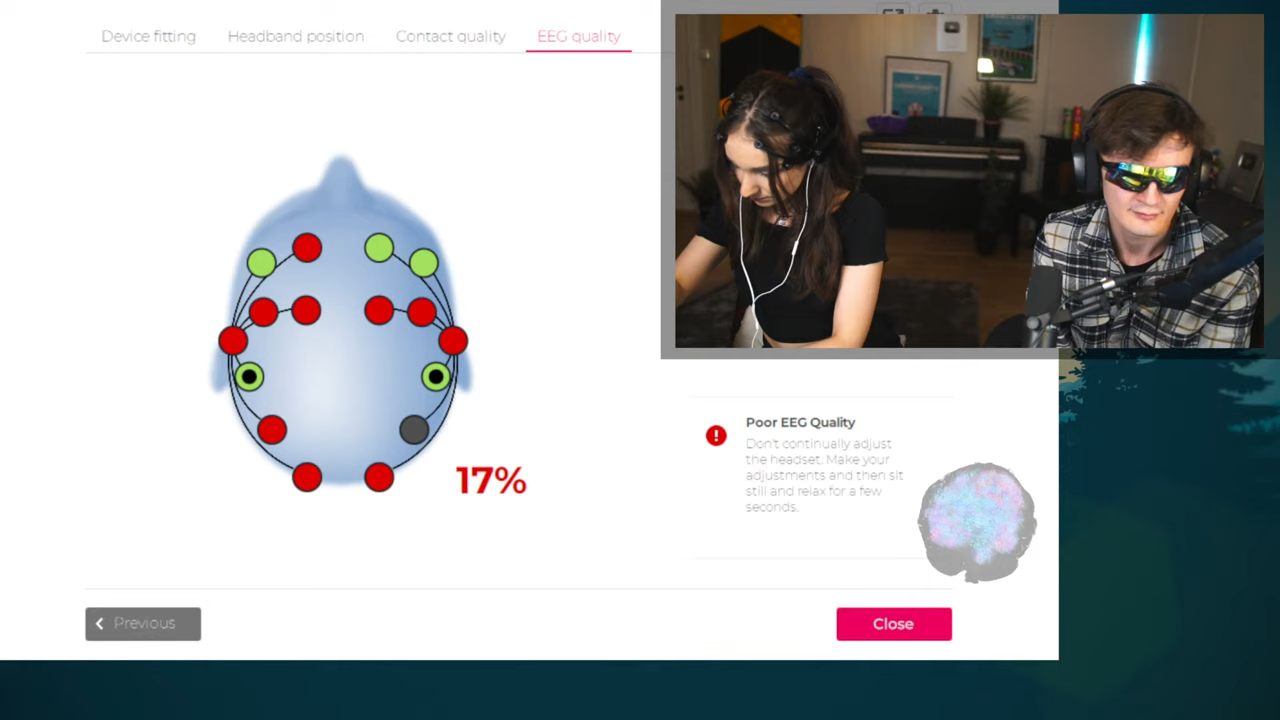 Device fitting
Headband position
Contact quality
EEG quality
17%
Poor EEG Quality
Don't continually adjust
the headset. Make your
adjustments and then sit
still and relax for a few
seconds.
Previous
Close